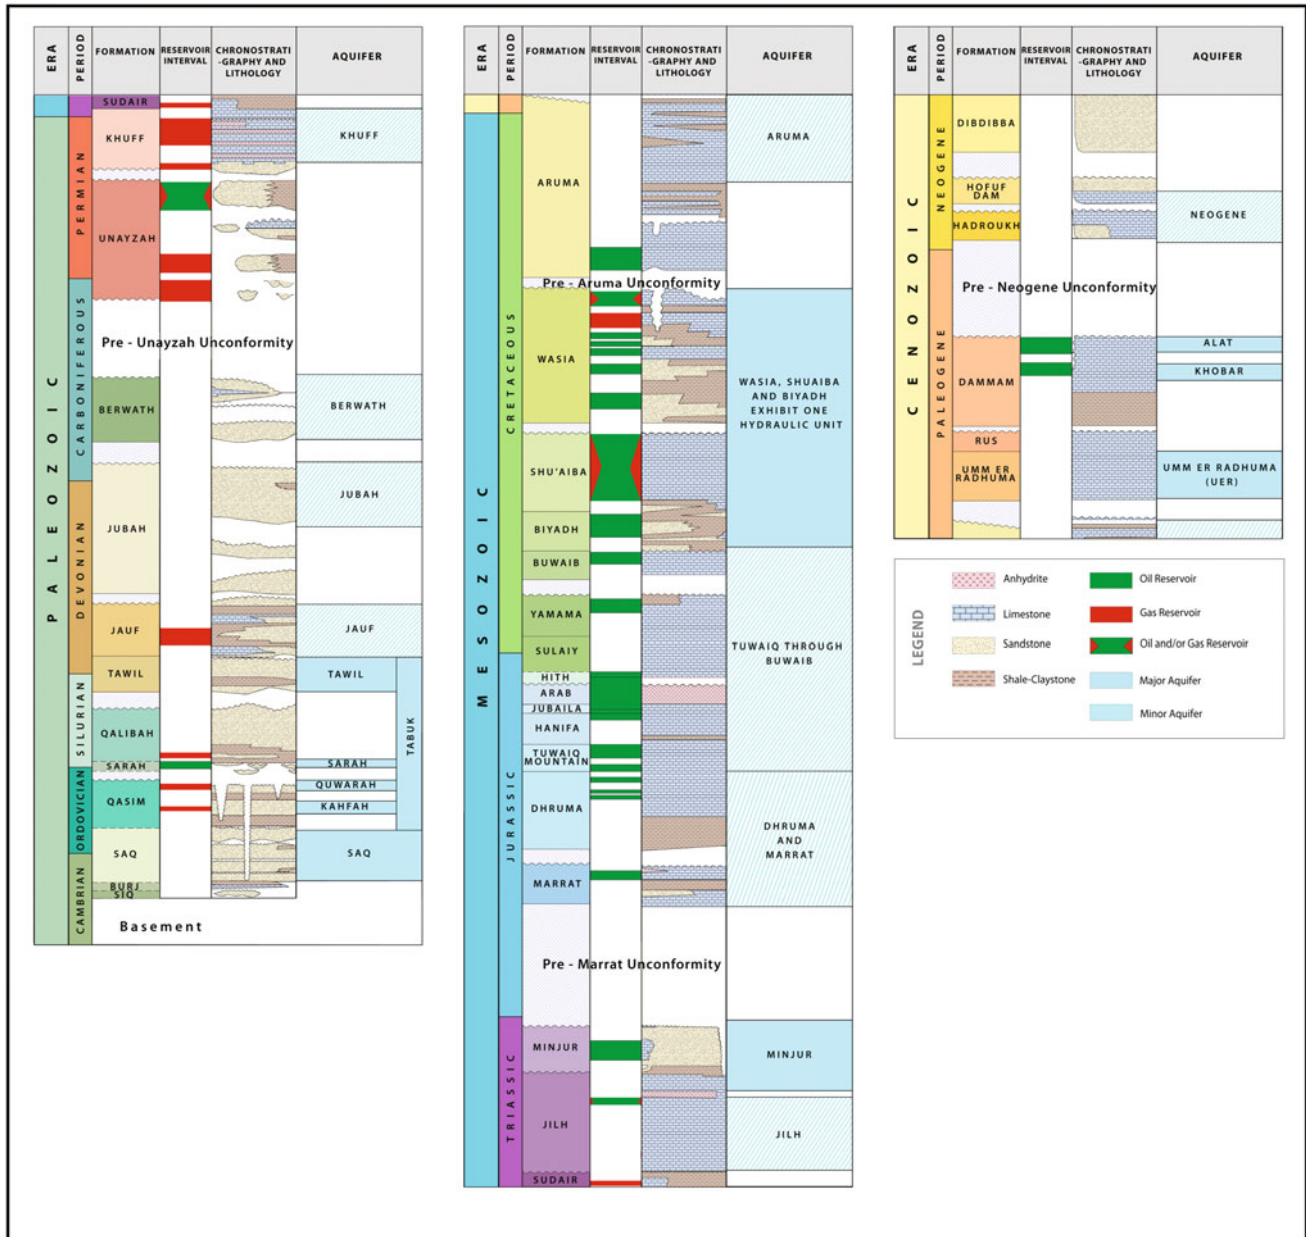 ERA
PERIOD
FORMATION
RESERVOIR
INTERVAL
CHRONOSTRATI
-GRAPHY AND
LITHOLOGY
AQUIFER
PALEOZOIC
PERMIAN
CARBONIFEROUS
DEVONIAN
SILURIAN
ORDOVICIAN
CAMBRIAN
SUDAIR
KHUFF
KHUFF
UNAYZAH
Pre - Unayzah Unconformity
BERWATH
BERWATH
JUBAH
JUBAH
JAUF
JAUF
TAWIL
TAWIL
TABUK
QALIBAH
SARAH
SARAH
QASIM
QUWARAH
KAHFAH
SAQ
SAQ
BURJ
SIQ
Basement
ERA
PERIOD
FORMATION
RESERVOIR
INTERVAL
CHRONOSTRATI
-GRAPHY AND
LITHOLOGY
AQUIFER
MESOZOIC
CRETACEOUS
JURASSIC
TRIASSIC
ARUMA
ARUMA
Pre - Aruma Unconformity
WASIA
WASIA, SHUAIBA
AND BIYADH
EXHIBIT ONE
HYDRAULIC UNIT
SHU'AIBA
BIYADH
BUWAIB
YAMAMA
SULAIY
TUWAIQ THROUGH
BUWAIB
HITH
ARAB
JUBAILA
HANIFA
TUWAIQ
MOUNTAIN
DHRUMA
DHRUMA
AND
MARRAT
MARRAT
Pre - Marrat Unconformity
MINJUR
MINJUR
JILH
JILH
SUDAIR
ERA
PERIOD
FORMATION
RESERVOIR
INTERVAL
CHRONOSTRATI
-GRAPHY AND
LITHOLOGY
AQUIFER
CENOZOIC
NEOGENE
PALEOGENE
DIBDIBBA
HOFUF
DAM
HADROUKH
NEOGENE
Pre - Neogene Unconformity
DAMMAM
ALAT
KHOBAR
RUS
UMM ER
RADHUMA
UMM ER RADHUMA
(UER)
LEGEND
Anhydrite
Limestone
Sandstone
Shale-Claystone
Oil Reservoir
Gas Reservoir
Oil and/or Gas Reservoir
Major Aquifer
Minor Aquifer